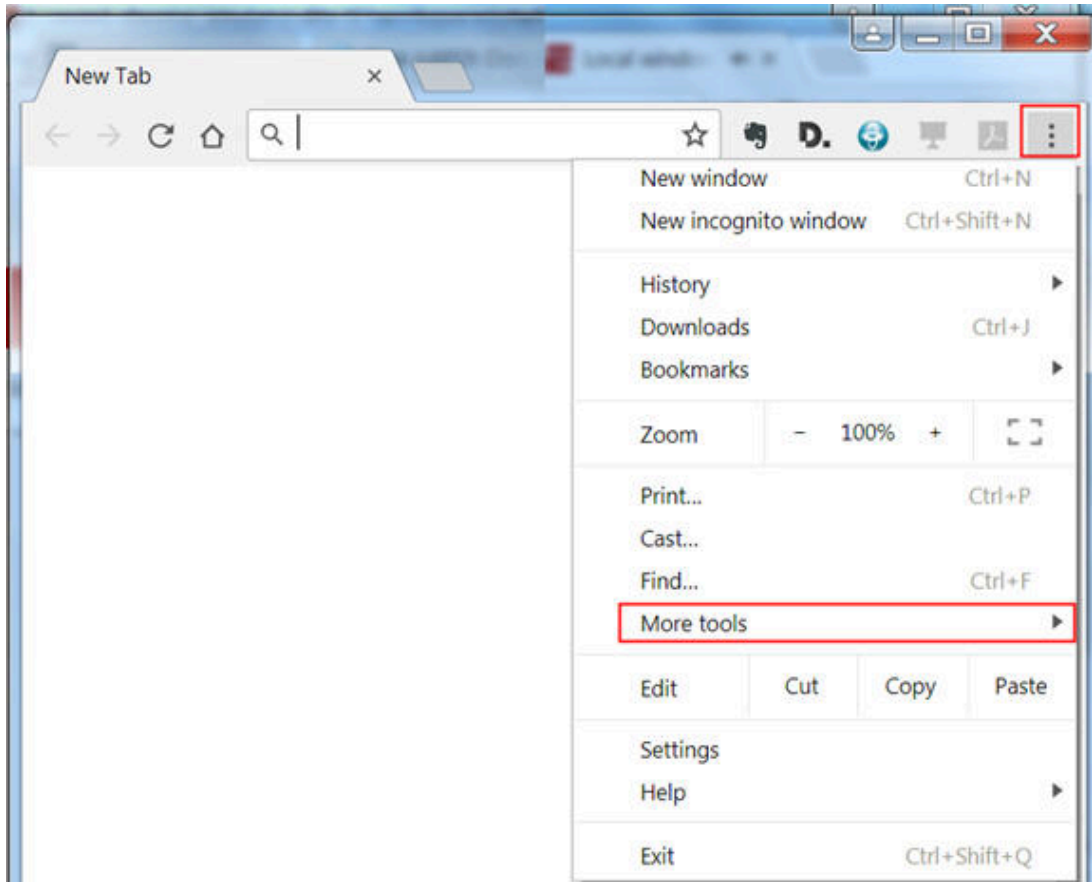 New Tab
D.
New window Ctrl+N
New incognito window Ctrl+Shift+N
History
Downloads Ctrl+J
Bookmarks
Zoom - 100% +
Print... Ctrl+P
Cast...
Find... Ctrl+F
More tools
Edit Cut Copy Paste
Settings
Help
Exit Ctrl+Shift+Q